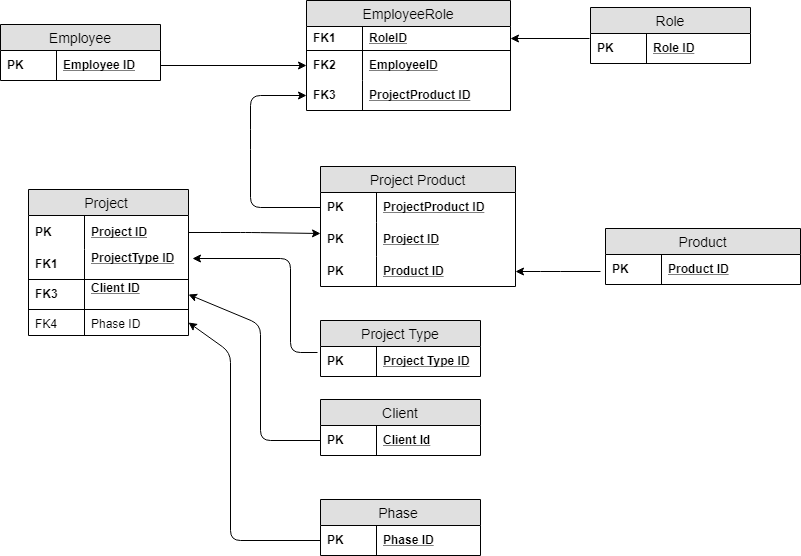 Employee
PK Employee ID
EmployeeRole
FK1 RoleID
FK2 EmployeeID
FK3 ProjectProduct ID
Role
PK Role ID
Project
PK Project ID
FK1 ProjectType ID
FK3 Client ID
FK4 Phase ID
Project Product
PK ProjectProduct ID
PK Project ID
PK Product ID
Product
PK Product ID
Project Type
PK Project Type ID
Client
PK Client Id
Phase
PK Phase ID